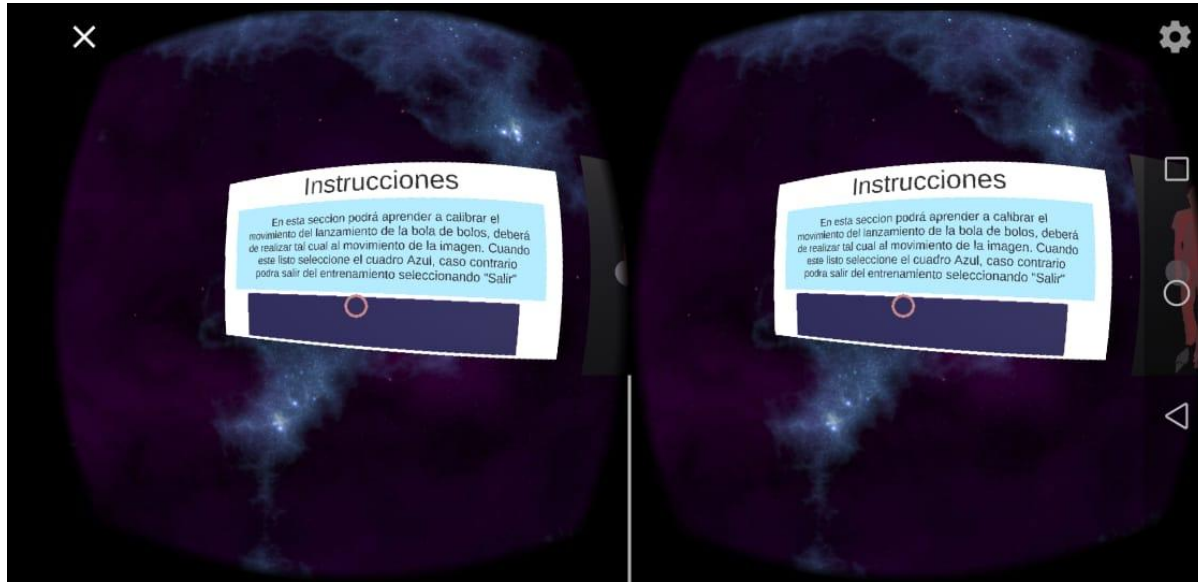 Instrucciones
En esta seccion podrá aprender a calibrar el
movimiento del lanzamiento de la bola de bolos, deberá
de realizar tal cual al movimiento de la imagen. Cuando
este listo seleccione el cuadro Azul, caso contrario
podra salir del entrenamiento seleccionando "Salir"
Instrucciones
En esta seccion podrá aprender a calibrar el
movimiento del lanzamiento de la bola de bolos, deberá
de realizar tal cual al movimiento de la imagen. Cuando
este listo seleccione el cuadro Azul, caso contrario
podra salir del entrenamiento seleccionando "Salir"